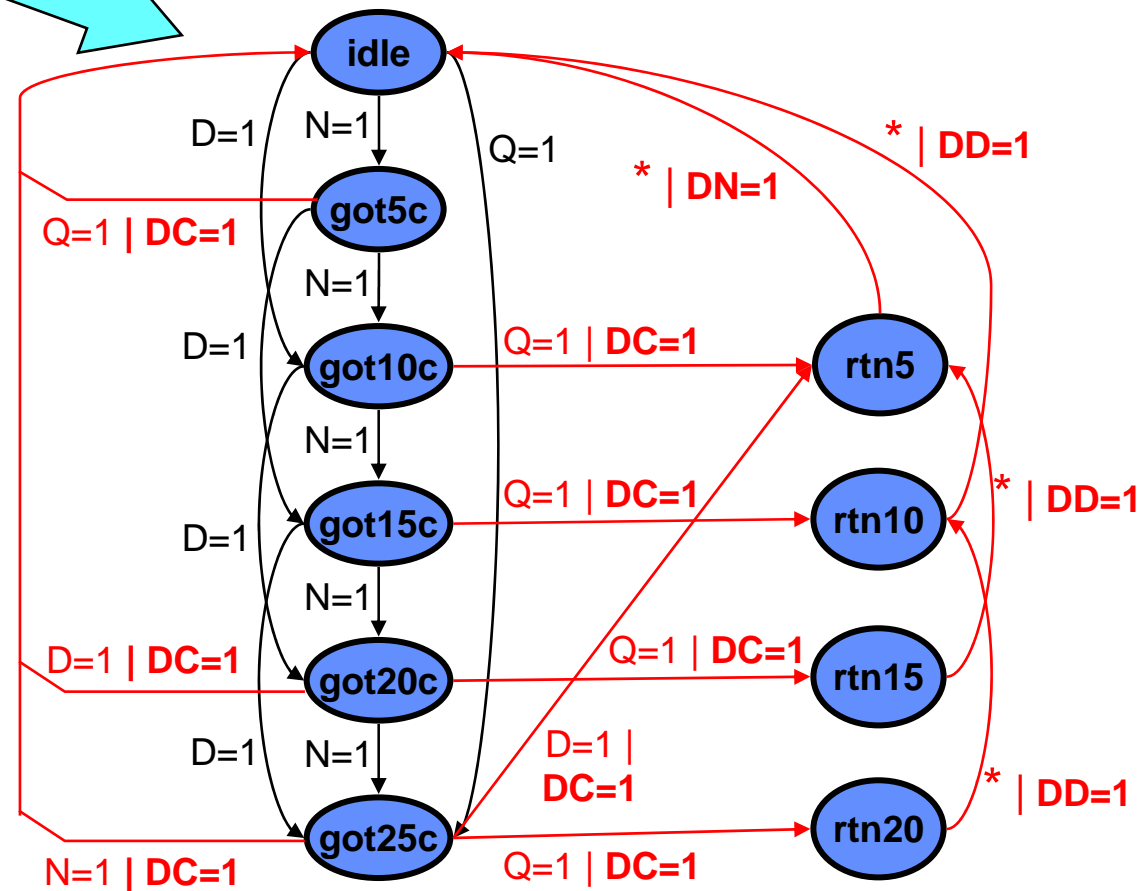 idle
D=1
N=1
Q=1
* | DN=1
* | DD=1
got5c
Q=1 | DC=1
N=1
D=1
got10c
Q=1 | DC=1
rtn5
N=1
D=1
got15c
Q=1 | DC=1
rtn10
* | DD=1
N=1
D=1 | DC=1
got20c
Q=1 | DC=1
rtn15
D=1
N=1
D=1 |
DC=1
* | DD=1
got25c
rtn20
N=1 | DC=1
Q=1 | DC=1